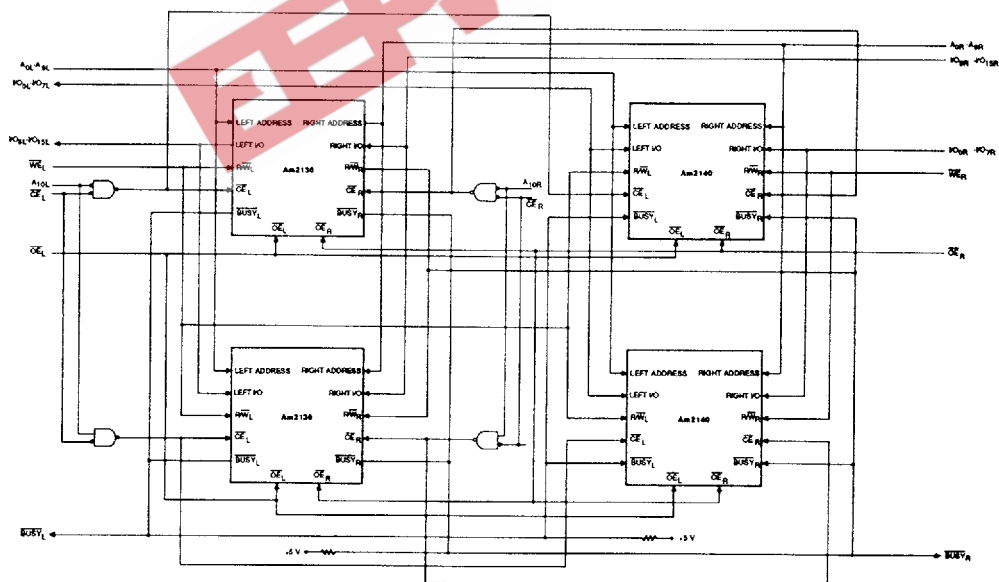 A0L-A9L
I/O0L-I/O7L
I/O8L-I/O15L
WEL
A10L
CEL
OEL
BUSYL
A0R-A9R
I/O8R-I/O15R
I/O0R-I/O7R
WER
OER
BUSYR
LEFT ADDRESS RIGHT ADDRESS
LEFT I/O RIGHT I/O
R/WL Am2130 R/WR
CEL CER
BUSYL BUSYR
OEL OER
A10R
CER
LEFT ADDRESS RIGHT ADDRESS
LEFT I/O RIGHT I/O
R/WL Am2140 R/WR
CEL CER
BUSYL BUSYR
OEL OER
LEFT ADDRESS RIGHT ADDRESS
LEFT I/O RIGHT I/O
R/WL Am2130 R/WR
CEL CER
BUSYL BUSYR
OEL OER
LEFT ADDRESS RIGHT ADDRESS
LEFT I/O RIGHT I/O
R/WL Am2140 R/WR
CEL CER
BUSYL BUSYR
OEL OER
+5 V
+5 V